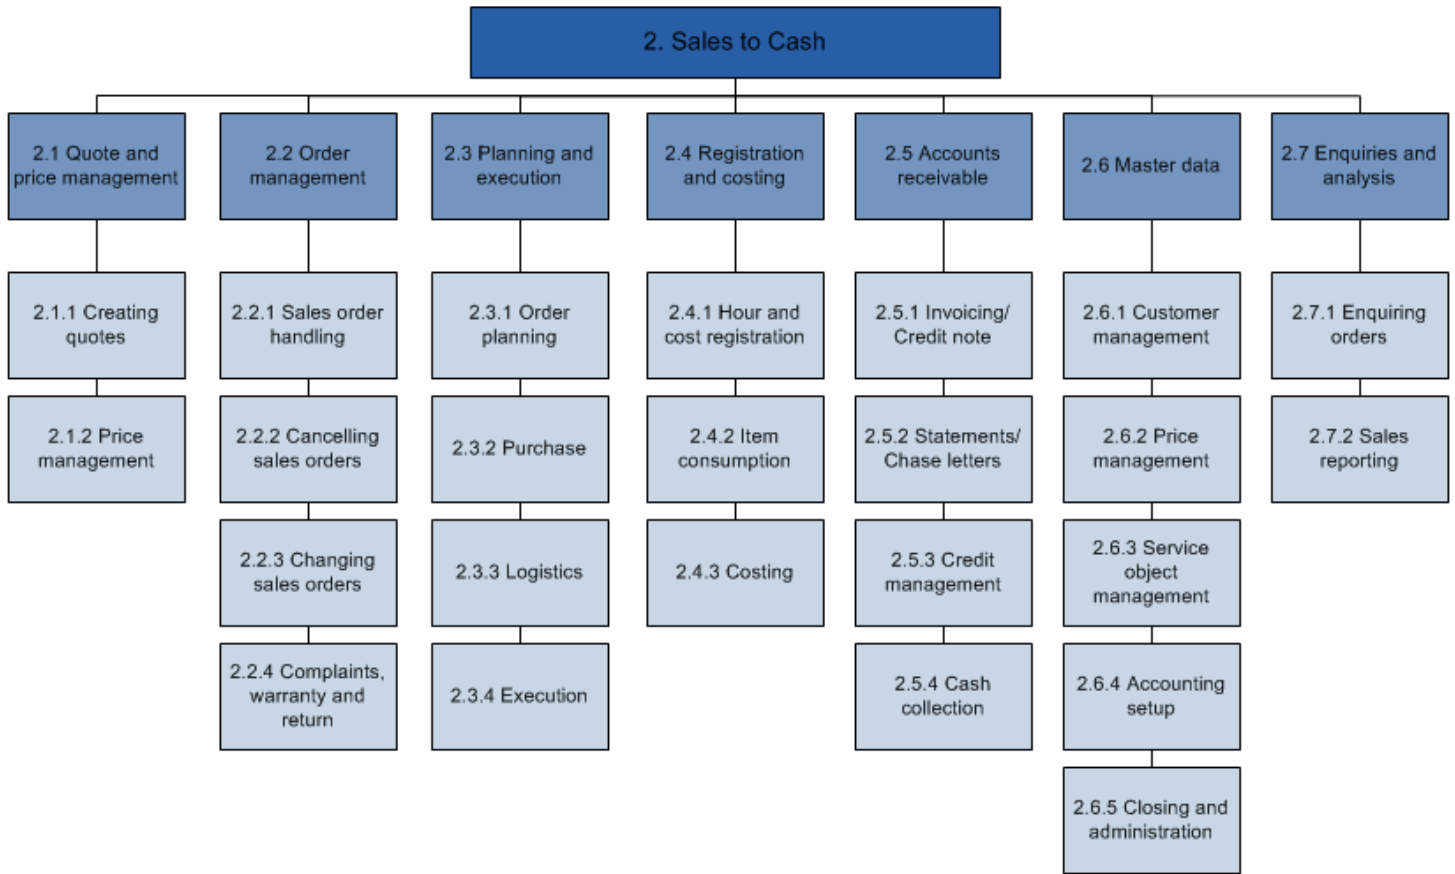 2. Sales to Cash
2.1 Quote and
price management
2.2 Order
management
2.3 Planning and
execution
2.4 Registration
and costing
2.5 Accounts
receivable
2.6 Master data
2.7 Enquiries and
analysis
2.1.1 Creating
quotes
2.2.1 Sales order
handling
2.3.1 Order
planning
2.4.1 Hour and
cost registration
2.5.1 Invoicing/
Credit note
2.6.1 Customer
management
2.7.1 Enquiring
orders
2.1.2 Price
management
2.2.2 Cancelling
sales orders
2.3.2 Purchase
2.4.2 Item
consumption
2.5.2 Statements/
Chase letters
2.6.2 Price
management
2.7.2 Sales
reporting
2.2.3 Changing
sales orders
2.3.3 Logistics
2.4.3 Costing
2.5.3 Credit
management
2.6.3 Service
object
management
2.2.4 Complaints,
warranty and
return
2.3.4 Execution
2.5.4 Cash
collection
2.6.4 Accounting
setup
2.6.5 Closing and
administration